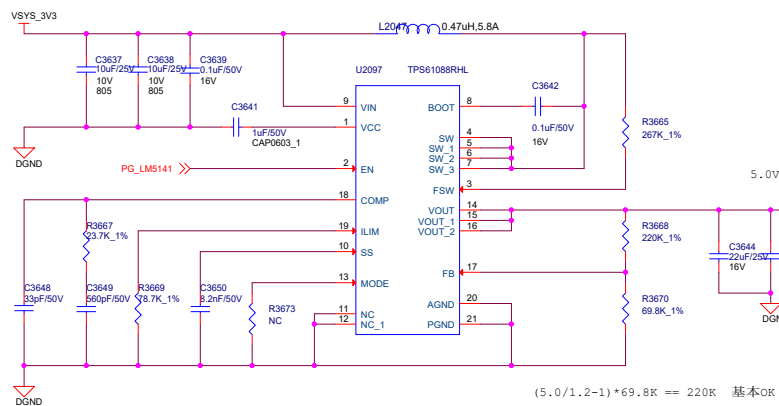 VSYS_3V3
L2047
0.47uH,5.8A
C3637
10uF/25V
10V
805
C3638
10uF/25V
10V
805
C3639
0.1uF/50V
16V
U2097
TPS61088RHL
C3641
1uF/50V
CAP0603_1
DGND
PG_LM5141
9
VIN
1
VCC
2
EN
18
COMP
19
ILIM
10
SS
13
MODE
11
NC
12
NC_1
BOOT
8
SW
4
SW_1
5
SW_2
6
SW_3
7
FSW
3
VOUT
14
VOUT_1
15
VOUT_2
16
FB
17
AGND
20
PGND
21
C3642
0.1uF/50V
16V
R3665
267K_1%
5.0V
R3668
220K_1%
C3644
22uF/25V
16V
R3670
69.8K_1%
DGN
R3667
23.7K_1%
C3648
33pF/50V
C3649
560pF/50V
R3669
78.7K_1%
C3650
8.2nF/50V
R3673
NC
DGND
(5.0/1.2-1)*69.8K == 220K 基本OK